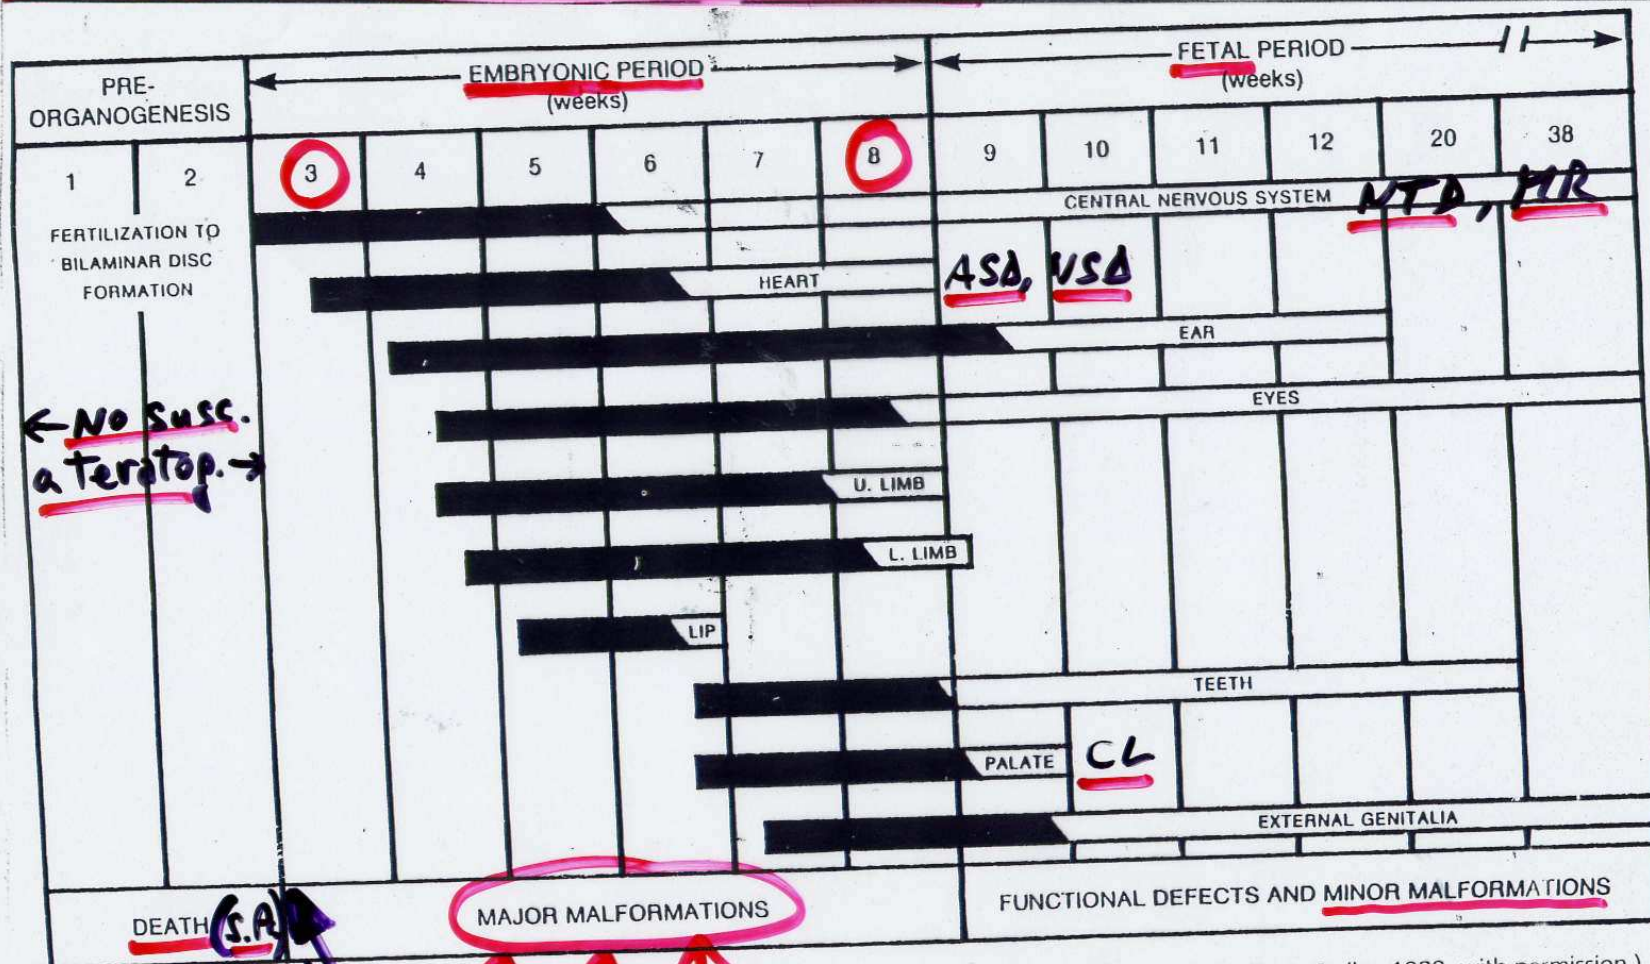 PRE-
ORGANOGENESIS
EMBRYONIC PERIOD
(weeks)
FETAL PERIOD
(weeks)
1 2 3 4 5 6 7 8 9 10 11 12 20 38
FERTILIZATION TO
BILAMINAR DISC
FORMATION
CENTRAL NERVOUS SYSTEM NTD, MR
HEART ASD, VSD
EAR
EYES
← No susc.
a teratop. →
U. LIMB
L. LIMB
LIP
TEETH
PALATE CL
EXTERNAL GENITALIA
DEATH (S.A) MAJOR MALFORMATIONS FUNCTIONAL DEFECTS AND MINOR MALFORMATIONS
with permission.)